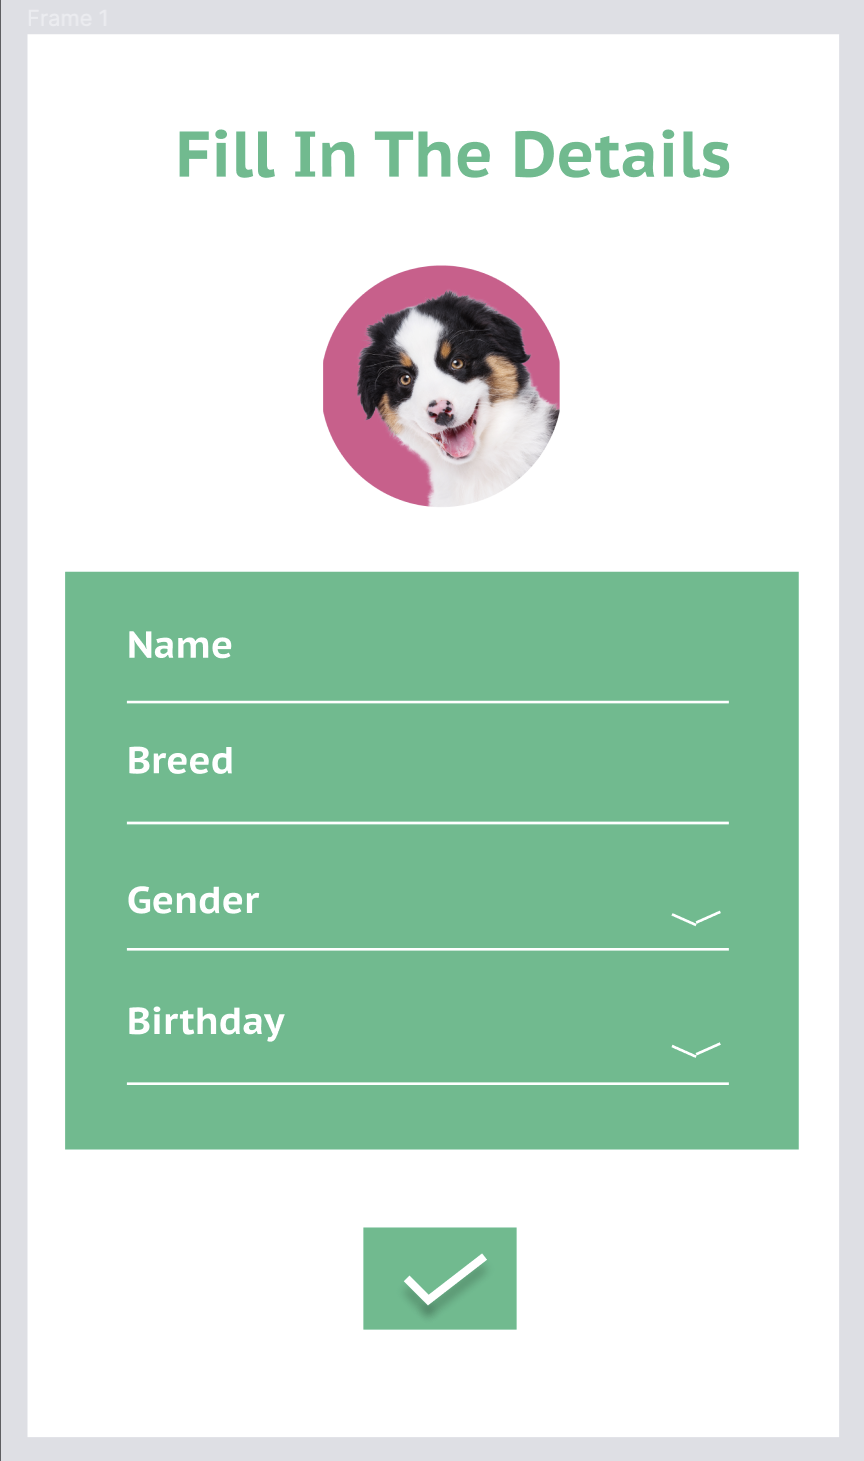 Frame 1
Fill In The Details
Name
Breed
Gender
Birthday